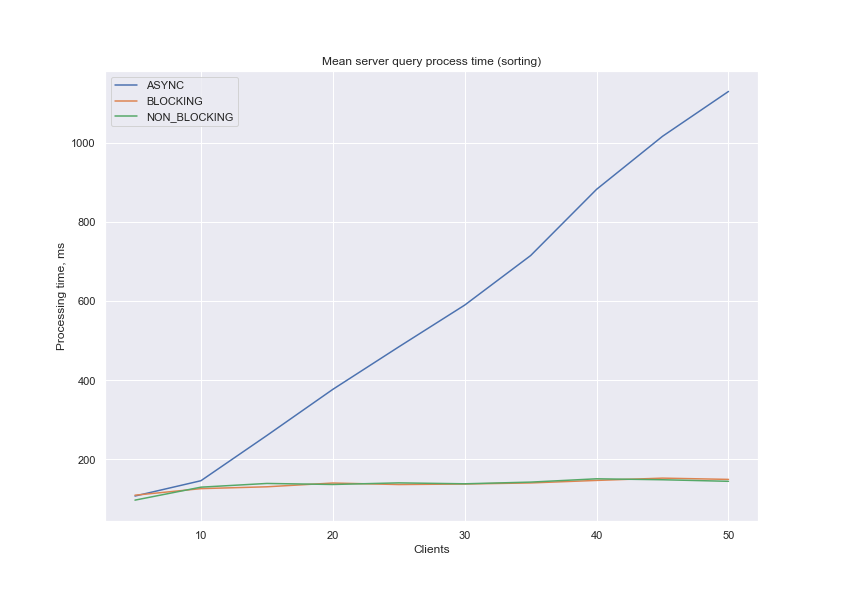 Mean server query process time (sorting)
ASYNC
BLOCKING
NON_BLOCKING
Processing time, ms
1000
800
600
400
200
10 20 30 40 50
Clients